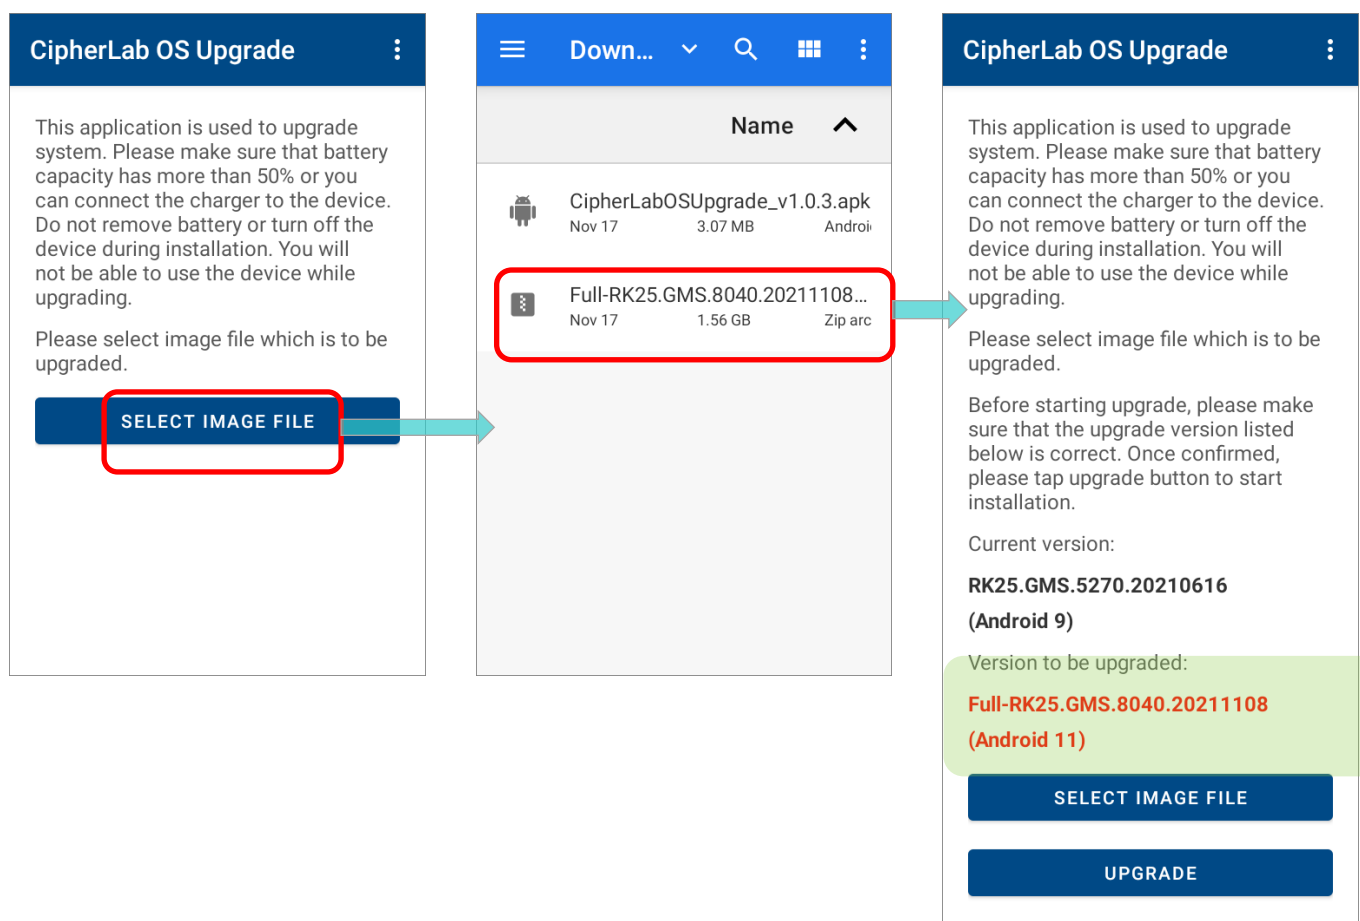 CipherLab OS Upgrade
This application is used to upgrade
system. Please make sure that battery
capacity has more than 50% or you
can connect the charger to the device.
Do not remove battery or turn off the
device during installation. You will
not be able to use the device while
upgrading.
Please select image file which is to be
upgraded.
SELECT IMAGE FILE
Down...
Name
CipherLabOSUpgrade_v1.0.3.apk
Nov 17 3.07 MB Androi
Full-RK25.GMS.8040.20211108...
Nov 17 1.56 GB Zip arc
CipherLab OS Upgrade
This application is used to upgrade
system. Please make sure that battery
capacity has more than 50% or you
can connect the charger to the device.
Do not remove battery or turn off the
device during installation. You will
not be able to use the device while
upgrading.
Please select image file which is to be
upgraded.
Before starting upgrade, please make
sure that the upgrade version listed
below is correct. Once confirmed,
please tap upgrade button to start
installation.
Current version:
RK25.GMS.5270.20210616
(Android 9)
Version to be upgraded:
Full-RK25.GMS.8040.20211108
(Android 11)
SELECT IMAGE FILE
UPGRADE